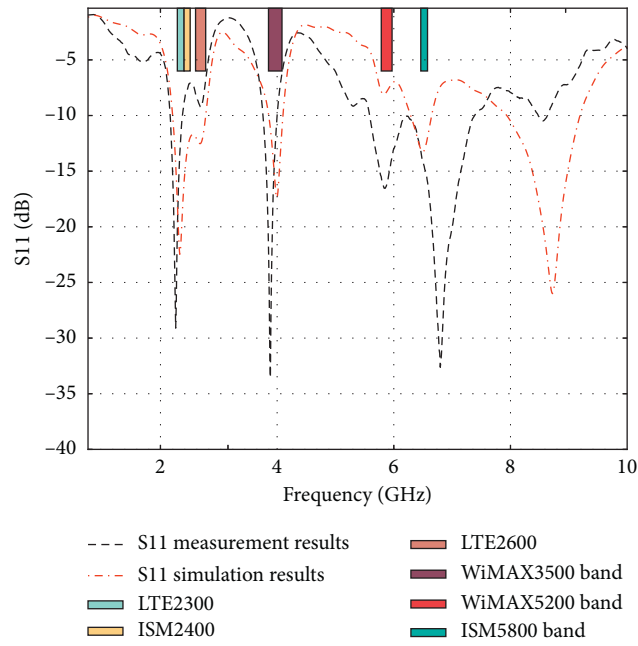 −5
−10
−15
−20
−25
−30
−35
−40
S11 (dB)
2
4
6
8
10
Frequency (GHz)
S11 measurement results
S11 simulation results
LTE2300
ISM2400
LTE2600
WiMAX3500 band
WiMAX5200 band
ISM5800 band